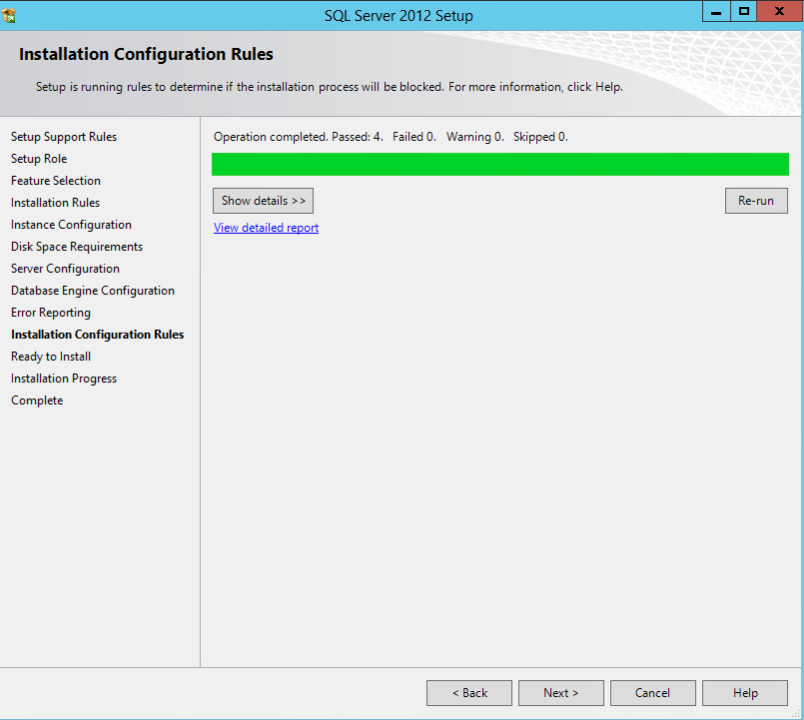 SQL Server 2012 Setup
Installation Configuration Rules
Setup is running rules to determine if the installation process will be blocked. For more information, click Help.
Setup Support Rules
Setup Role
Feature Selection
Installation Rules
Instance Configuration
Disk Space Requirements
Server Configuration
Database Engine Configuration
Error Reporting
Installation Configuration Rules
Ready to Install
Installation Progress
Complete
Operation completed. Passed: 4. Failed 0. Warning 0. Skipped 0.
Show details >>
Re-run
View detailed report
< Back
Next >
Cancel
Help